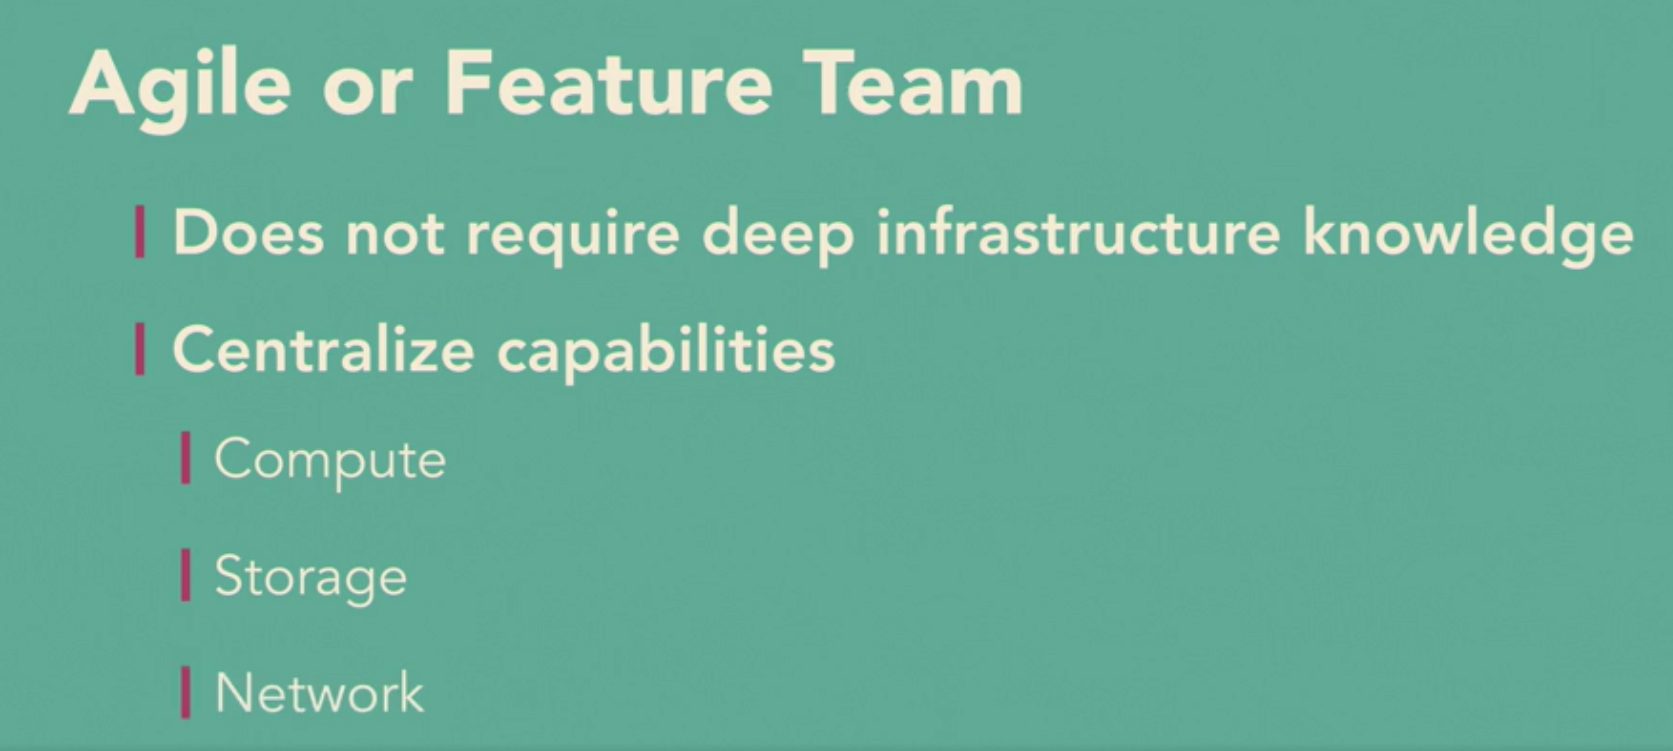 Agile or Feature Team
Does not require deep infrastructure knowledge
Centralize capabilities
Compute
Storage
Network